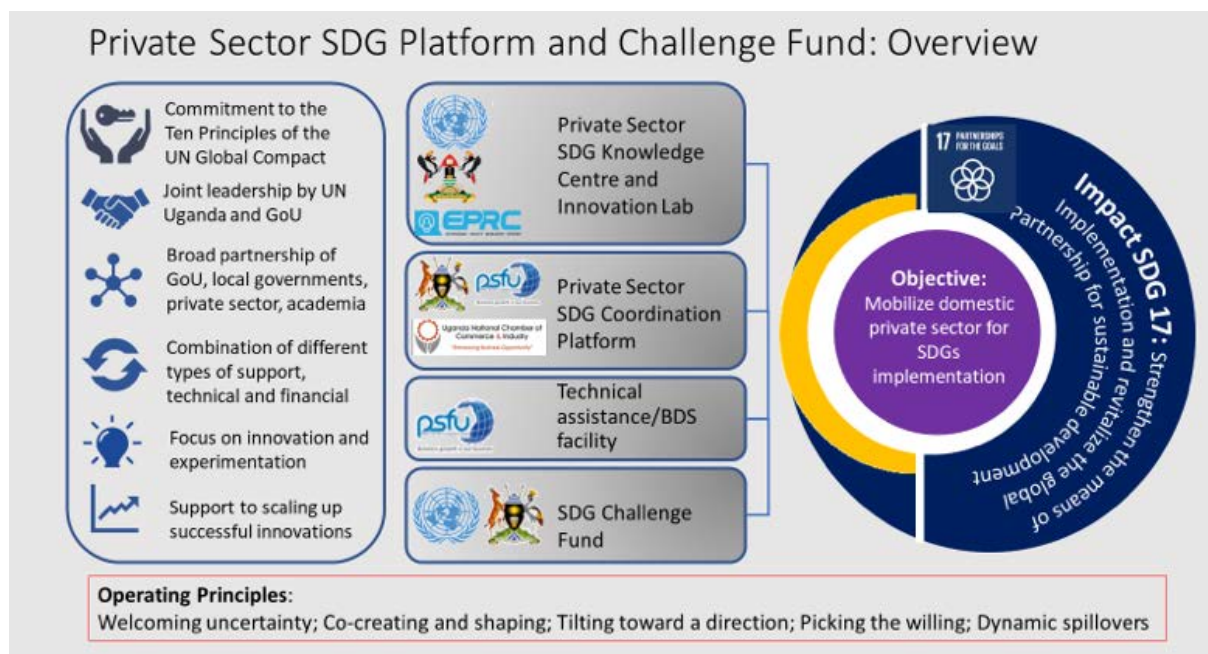 Private Sector SDG Platform and Challenge Fund: Overview
Commitment to the
Ten Principles of the
UN Global Compact
Joint leadership by UN
Uganda and GoU
Broad partnership of
GoU, local governments,
private sector, academia
Combination of different
types of support,
technical and financial
Focus on innovation and
experimentation
Support to scaling up
successful innovations
EPRC
Private Sector
SDG Knowledge
Centre and
Innovation Lab
psfu
Uganda National Chamber of
Commerce & Industry
Private Sector
SDG Coordination
Platform
psfu
Technical
assistance/BDS
facility
SDG Challenge
Fund
17 PARTNERSHIPS
FOR THE GOALS
Objective:
Mobilize domestic
private sector for
SDGs
implementation
Impact SDG 17: Strengthen the means of
Implementation and revitalize the global
Partnership for sustainable development
Operating Principles:
Welcoming uncertainty; Co-creating and shaping; Tilting toward a direction; Picking the willing; Dynamic spillovers